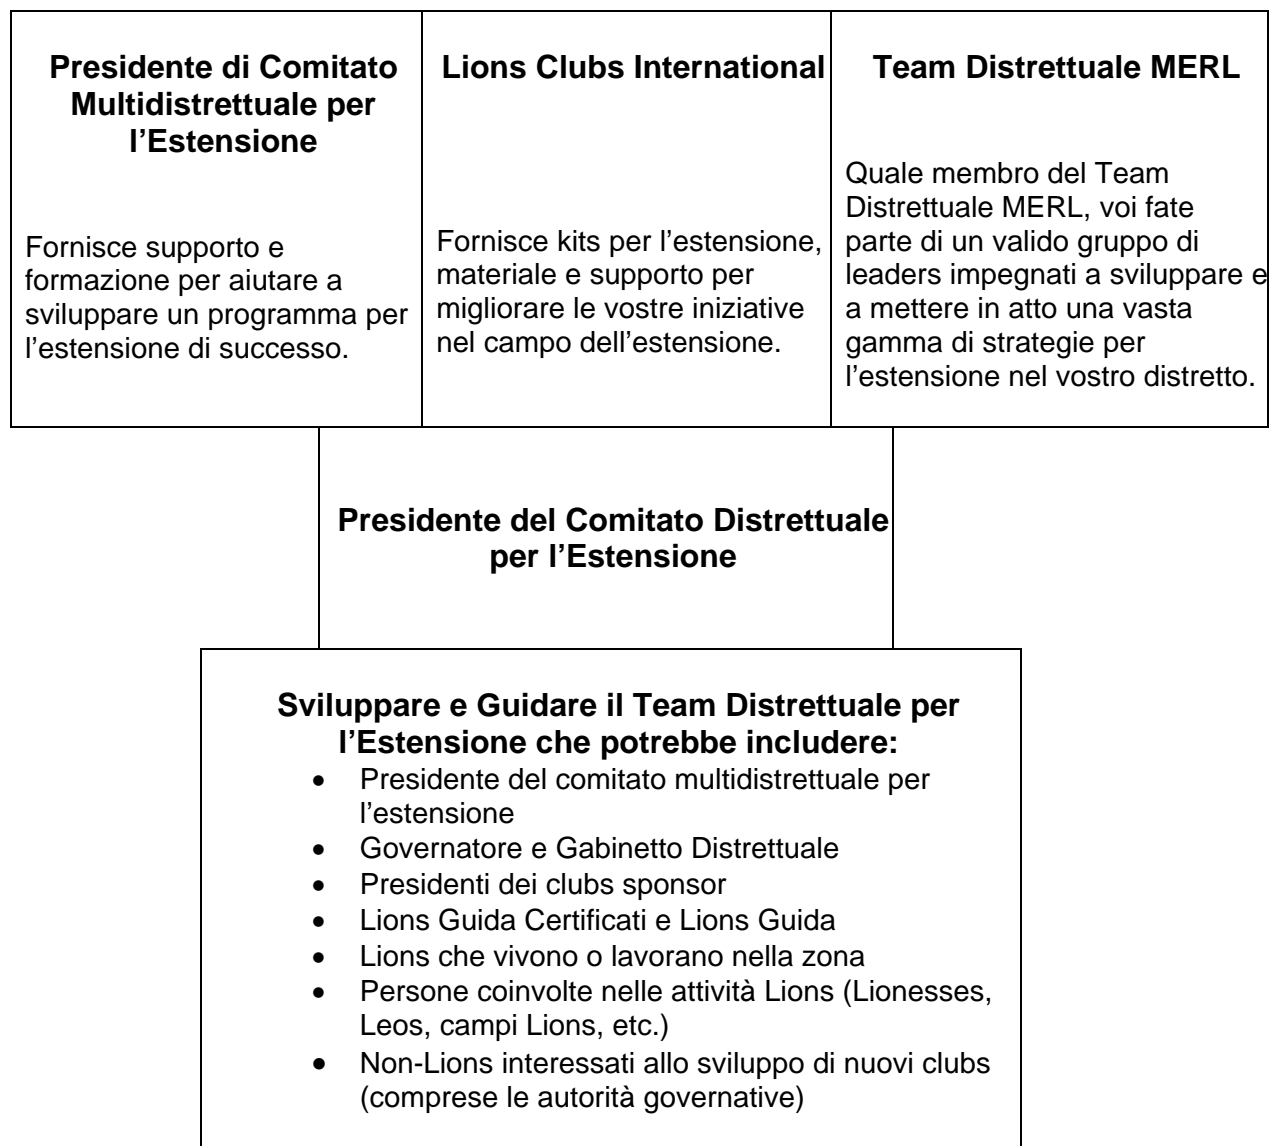 Presidente di Comitato
Multidistrettuale per
l’Estensione
Fornisce supporto e
formazione per aiutare a
sviluppare un programma per
l’estensione di successo.
Lions Clubs International
Fornisce kits per l’estensione,
materiale e supporto per
migliorare le vostre iniziative
nel campo dell’estensione.
Team Distrettuale MERL
Quale membro del Team
Distrettuale MERL, voi fate
parte di un valido gruppo di
leaders impegnati a sviluppare e
a mettere in atto una vasta
gamma di strategie per
l’estensione nel vostro distretto.
Presidente del Comitato Distrettuale
per l’Estensione
Sviluppare e Guidare il Team Distrettuale per
l’Estensione che potrebbe includere:
• Presidente del comitato multidistrettuale per
l’estensione
• Governatore e Gabinetto Distrettuale
• Presidenti dei clubs sponsor
• Lions Guida Certificati e Lions Guida
• Lions che vivono o lavorano nella zona
• Persone coinvolte nelle attività Lions (Lionesses,
Leos, campi Lions, etc.)
• Non-Lions interessati allo sviluppo di nuovi clubs
(comprese le autorità governative)